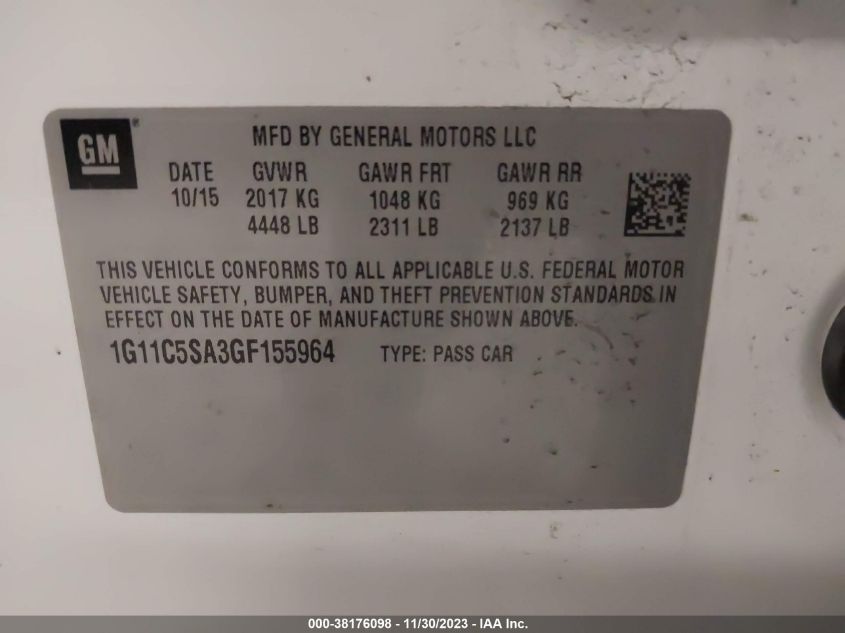 GM ®
MFD BY GENERAL MOTORS LLC
DATE GVWR GAWR FRT GAWR RR
10/15 2017 KG 1048 KG 969 KG
4448 LB 2311 LB 2137 LB
THIS VEHICLE CONFORMS TO ALL APPLICABLE U.S. FEDERAL MOTOR
VEHICLE SAFETY, BUMPER, AND THEFT PREVENTION STANDARDS IN
EFFECT ON THE DATE OF MANUFACTURE SHOWN ABOVE.
1G11C5SA3GF155964 TYPE: PASS CAR
000-38176098 - 11/30/2023 - IAA Inc.